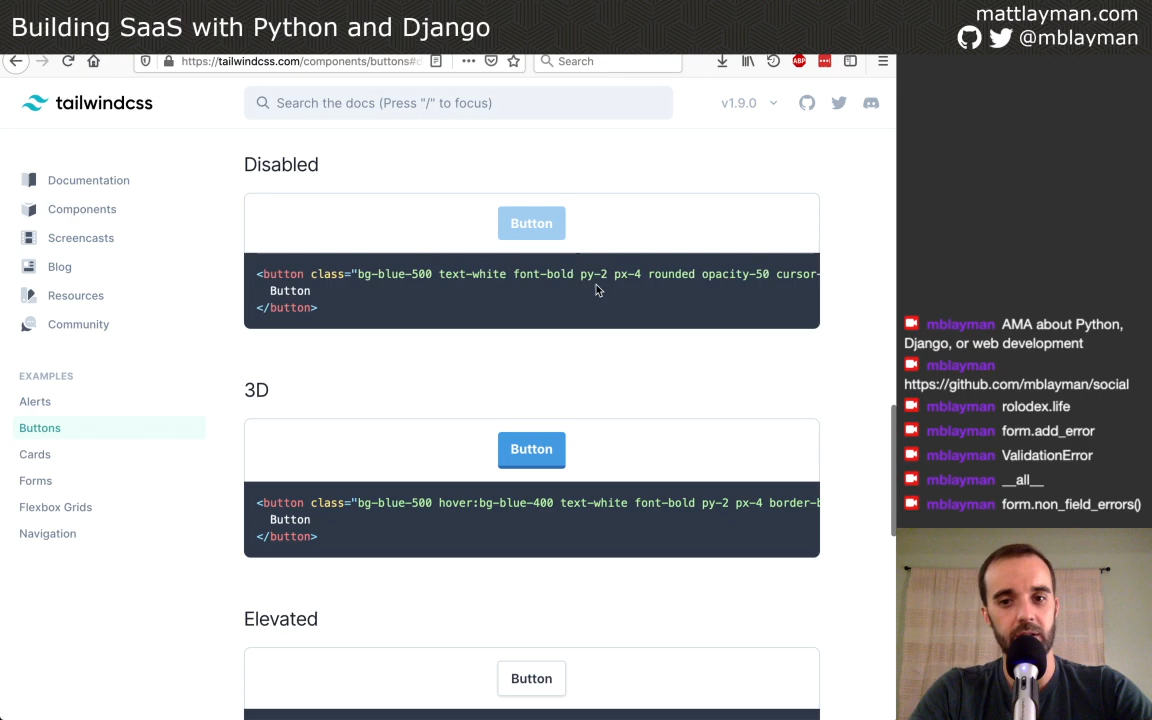 Building SaaS with Python and Django
mattlayman.com
@mblayman
https://tailwindcss.com/components/buttons#d
Search
ABP
tailwindcss
Search the docs (Press "/" to focus)
v1.9.0
Documentation
Components
Screencasts
Blog
Resources
Community
EXAMPLES
Alerts
Buttons
Cards
Forms
Flexbox Grids
Navigation
Disabled
Button
<button class="bg-blue-500 text-white font-bold py-2 px-4 rounded opacity-50 cursor-
Button
</button>
3D
Button
<button class="bg-blue-500 hover:bg-blue-400 text-white font-bold py-2 px-4 border-b
Button
</button>
Elevated
Button
mblayman AMA about Python,
Django, or web development
mblayman
https://github.com/mblayman/social
mblayman rolodex.life
mblayman form.add_error
mblayman ValidationError
mblayman __all__
mblayman form.non_field_errors()